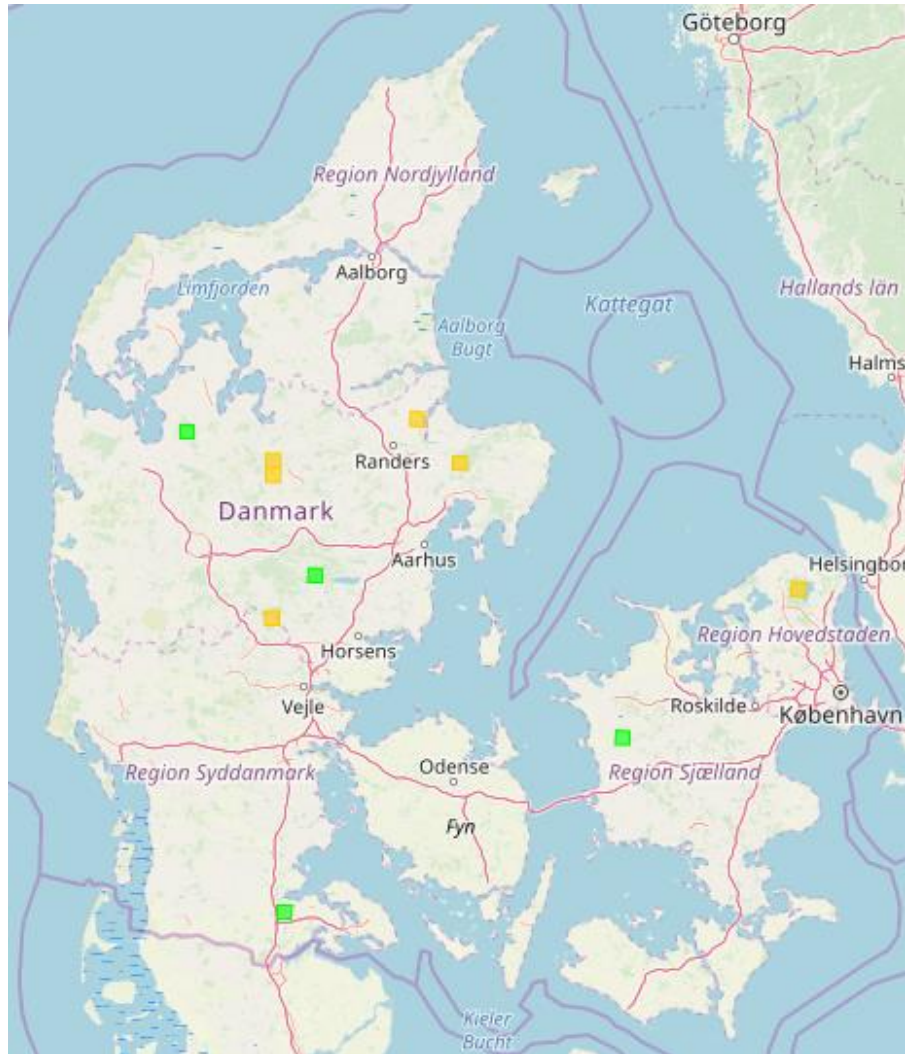 Göteborg
Region Nordjylland
Aalborg
Limfjorden
Aalborg
Bugt
Kattegat
Hallands län
Halms
Randers
Danmark
Aarhus
Helsingbor
Region Hovedstaden
Horsens
Vejle
Roskilde
København
Region Syddanmark
Odense
Region Sjælland
Fyn
Kieler
Bucht